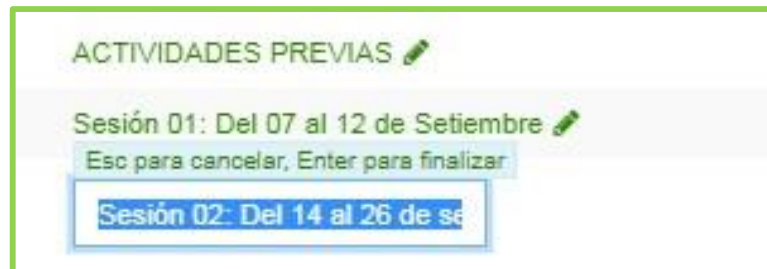 ACTIVIDADES PREVIAS
Sesión 01: Del 07 al 12 de Setiembre
Esc para cancelar, Enter para finalizar
Sesión 02: Del 14 al 26 de se